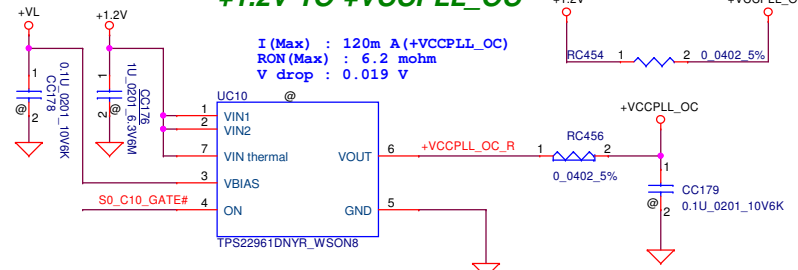 +1.2V TO +VCCPLL_OC
+VL
+1.2V
+1.2V
+VCCPLL_O
I(Max) : 120m A(+VCCPLL_OC)
RON(Max) : 6.2 mohm
V drop : 0.019 V
RC454 1 2 0_0402_5%
1
@
2
0.1U_0201_10V6K
CC178
1
@
2
1U_0201_6.3V6M
CC176
UC10 @
1 VIN1
2 VIN2
7 VIN thermal
3 VBIAS
S0_C10_GATE# 4 ON
VOUT 6 +VCCPLL_OC_R
GND 5
TPS22961DNYR_WSON8
1 RC456 2
0_0402_5%
+VCCPLL_OC
1
@
2
CC179
0.1U_0201_10V6K